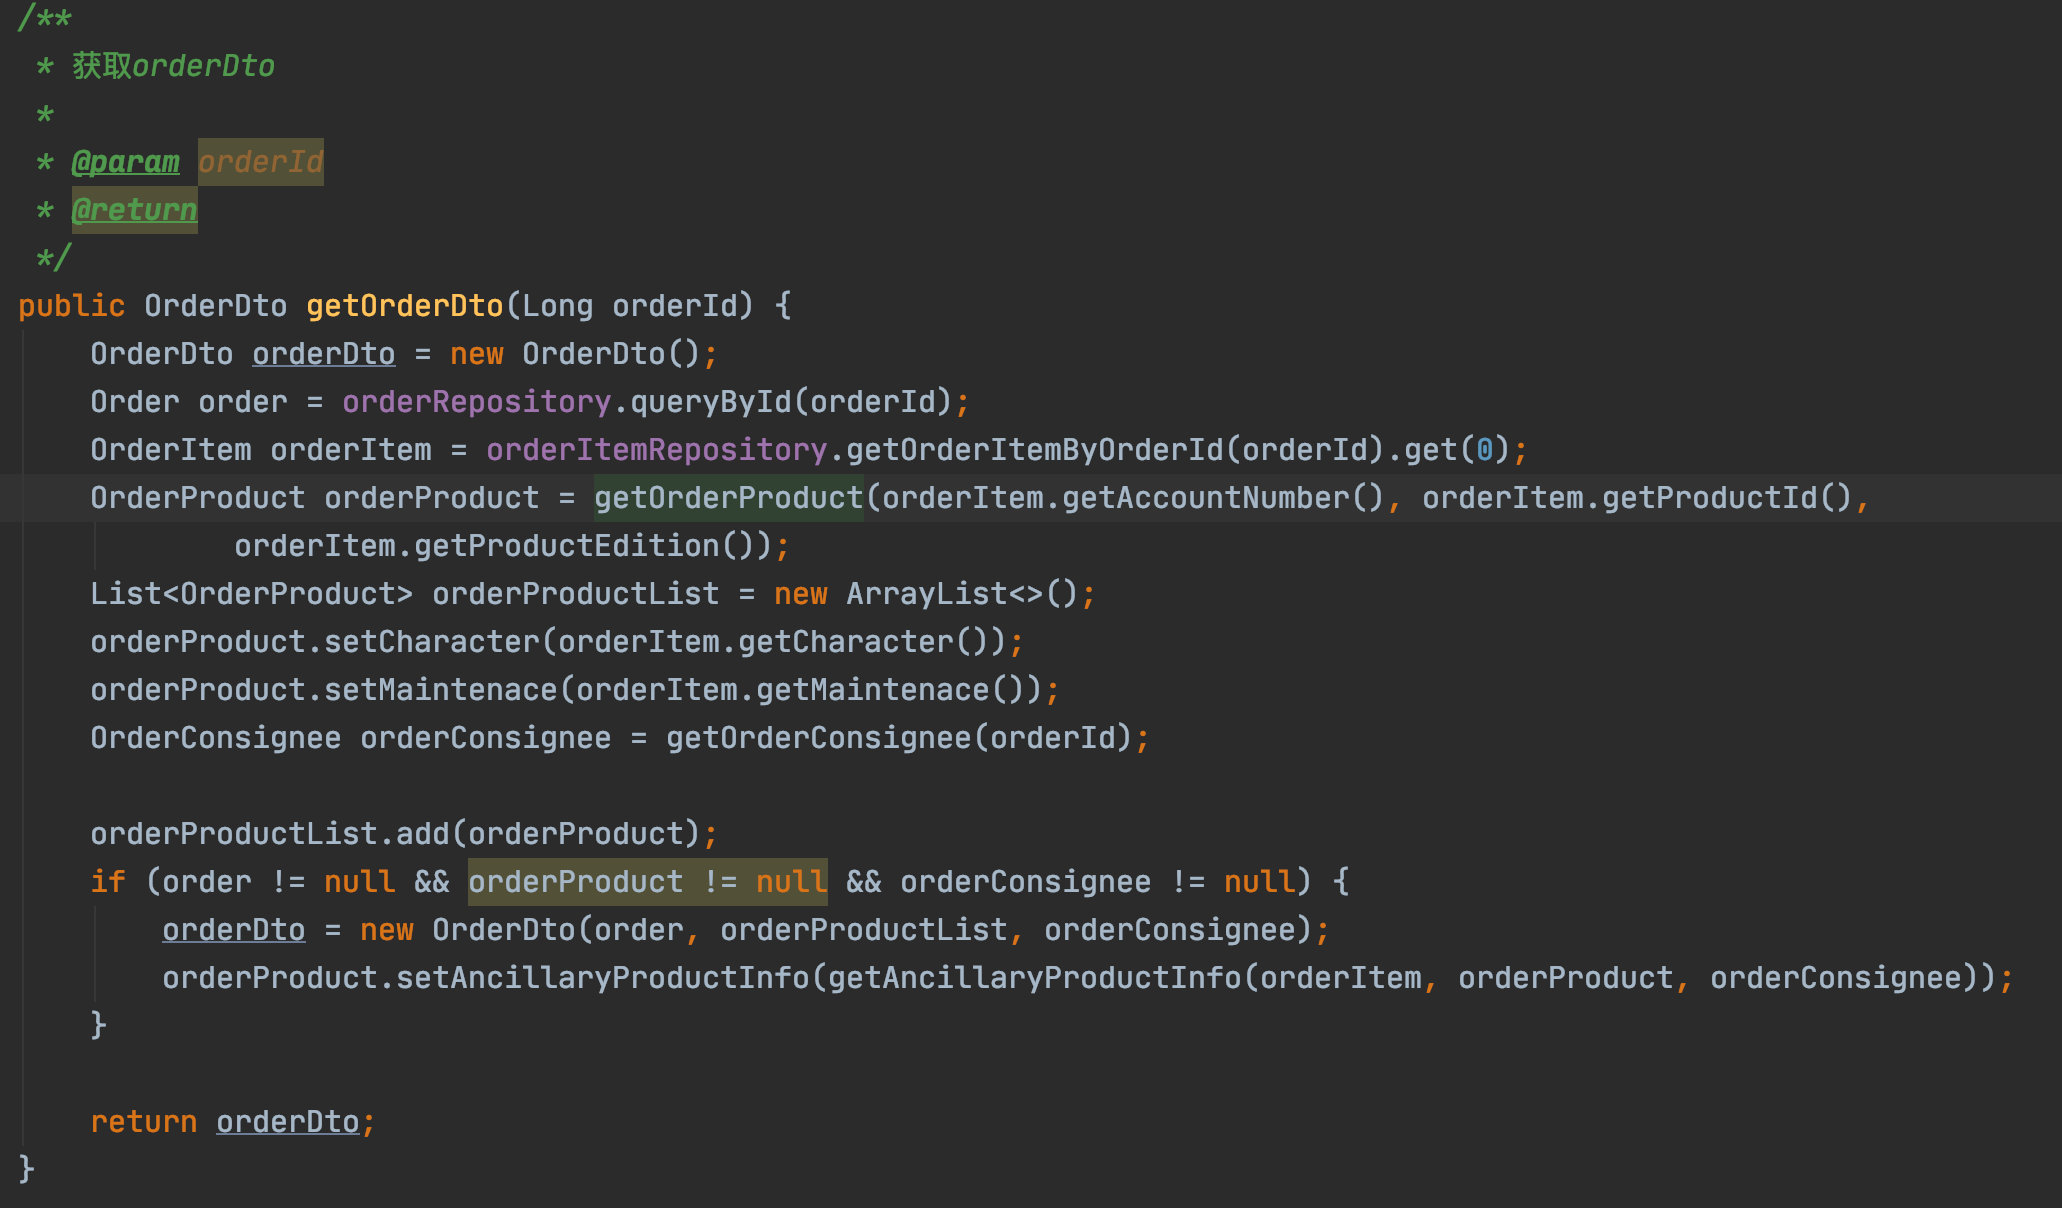 /**
 * 获取orderDto
 *
 * @param orderId
 * @return
 */
public OrderDto getOrderDto(Long orderId) {
    OrderDto orderDto = new OrderDto();
    Order order = orderRepository.queryById(orderId);
    OrderItem orderItem = orderItemRepository.getOrderItemByOrderId(orderId).get(0);
    OrderProduct orderProduct = getOrderProduct(orderItem.getAccountNumber(), orderItem.getProductId(),
            orderItem.getProductEdition());
    List<OrderProduct> orderProductList = new ArrayList<>();
    orderProduct.setCharacter(orderItem.getCharacter());
    orderProduct.setMaintenace(orderItem.getMaintenace());
    OrderConsignee orderConsignee = getOrderConsignee(orderId);

    orderProductList.add(orderProduct);
    if (order != null && orderProduct != null && orderConsignee != null) {
        orderDto = new OrderDto(order, orderProductList, orderConsignee);
        orderProduct.setAncillaryProductInfo(getAncillaryProductInfo(orderItem, orderProduct, orderConsignee));
    }

    return orderDto;
}